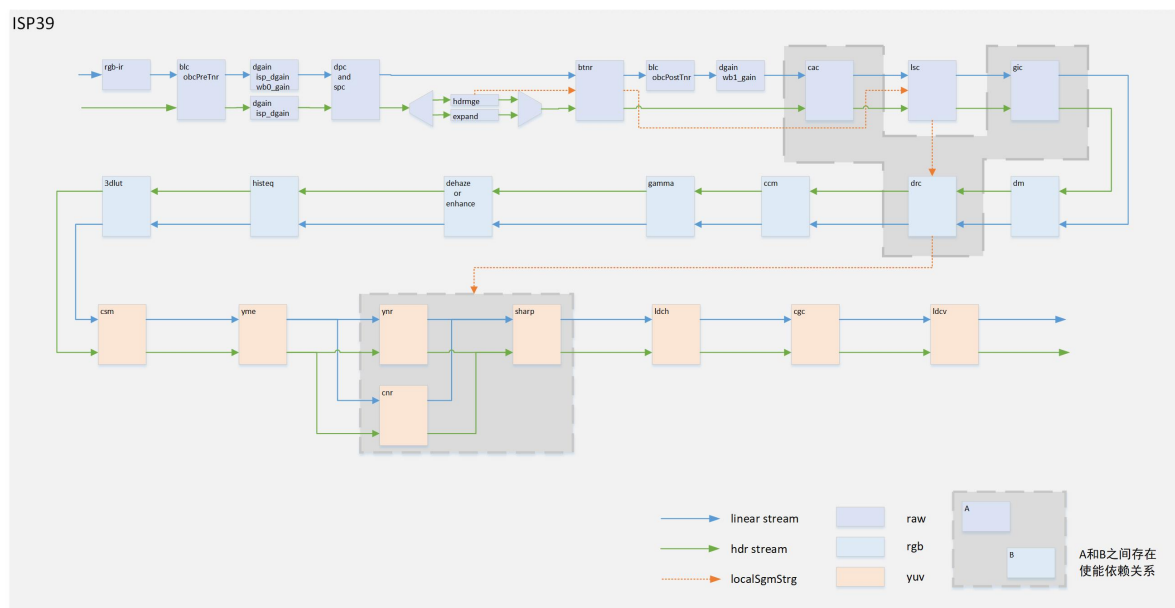 ISP39
rgb-ir
blc
obcPreTnr
dgain
isp_dgain
wb0_gain
dgain
isp_dgain
dpc
and
spc
hdrmge
expand
btnr
blc
obcPostTnr
dgain
wb1_gain
cac
lsc
gic
3dlut
histeq
dehaze
or
enhance
gamma
ccm
drc
dm
csm
yme
ynr
sharp
cnr
ldch
cgc
ldcv
linear stream
raw
hdr stream
rgb
localSgmStrg
yuv
A
B
A和B之间存在
使能依赖关系